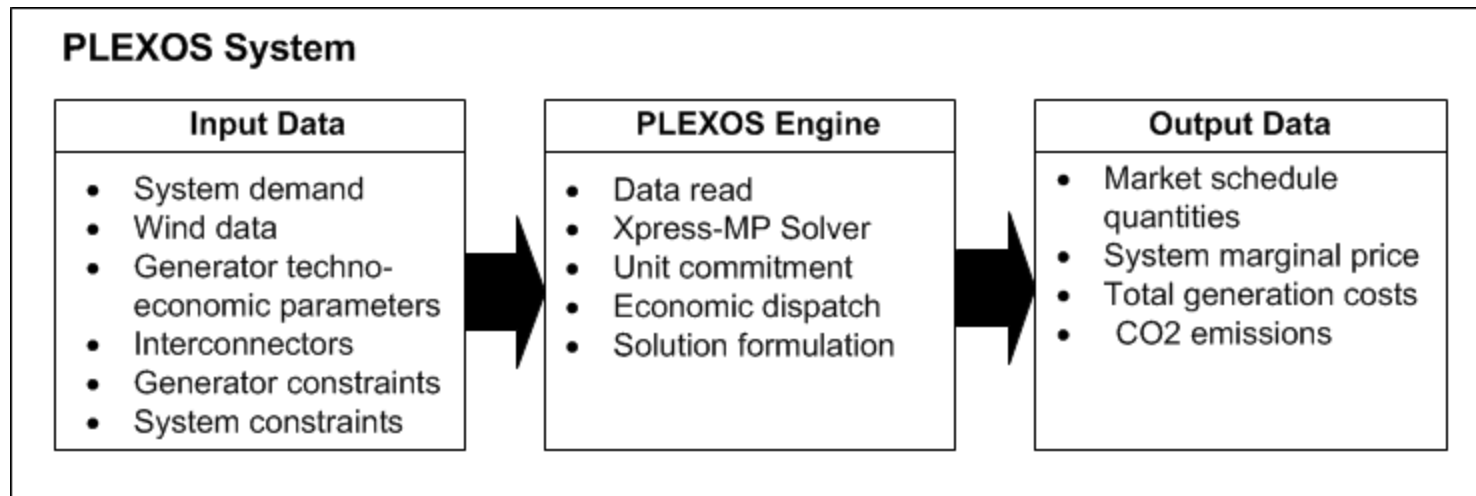 PLEXOS System
Input Data
• System demand
• Wind data
• Generator techno-
economic parameters
• Interconnectors
• Generator constraints
• System constraints
PLEXOS Engine
• Data read
• Xpress-MP Solver
• Unit commitment
• Economic dispatch
• Solution formulation
Output Data
• Market schedule
quantities
• System marginal price
• Total generation costs
• CO2 emissions